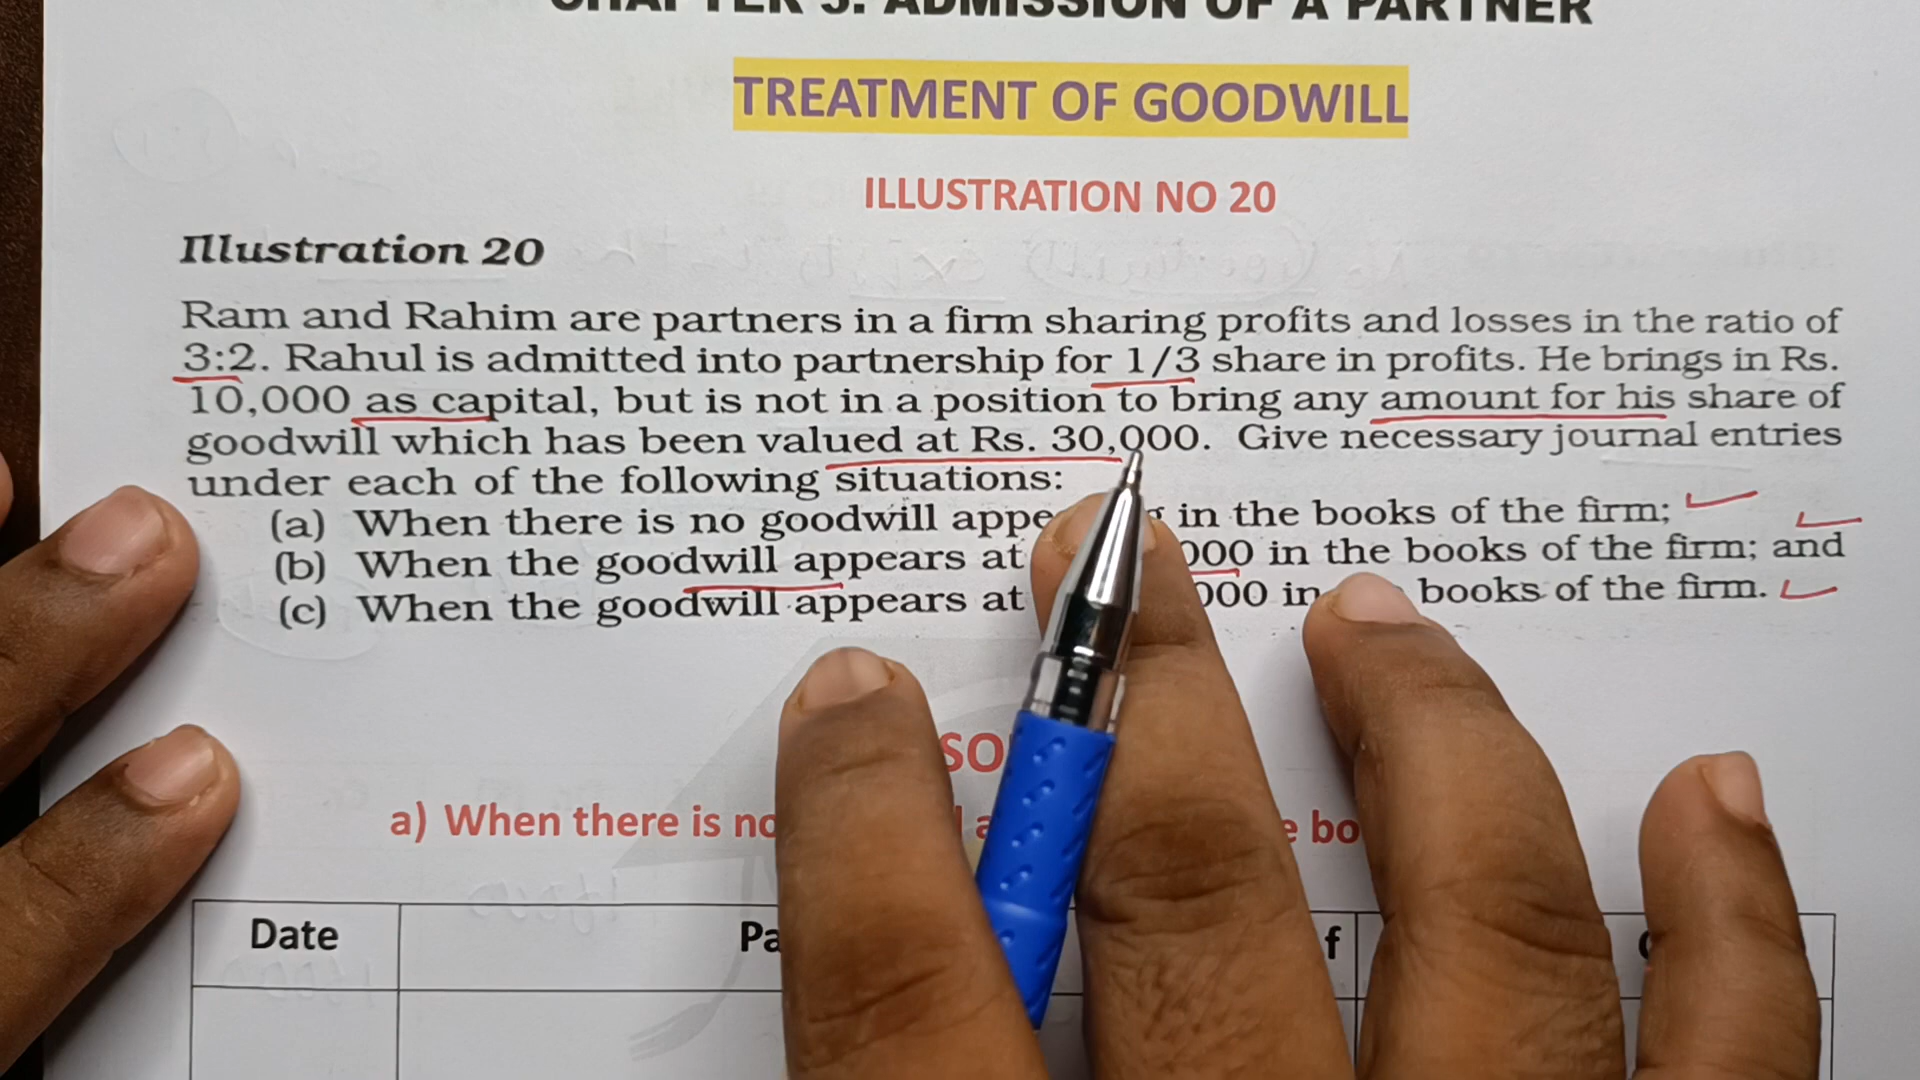 CHAPTER 3: ADMISSION OF A PARTNER
TREATMENT OF GOODWILL
ILLUSTRATION NO 20
Illustration 20
Ram and Rahim are partners in a firm sharing profits and losses in the ratio of
3:2. Rahul is admitted into partnership for 1/3 share in profits. He brings in Rs.
10,000 as capital, but is not in a position to bring any amount for his share of
goodwill which has been valued at Rs. 30,000. Give necessary journal entries
under each of the following situations:
(a) When there is no goodwill in the books of the firm;
(b) When the goodwill appears at 000 in the books of the firm; and
(c) When the goodwill appears at 000 in books of the firm.
a) When there is no
Date